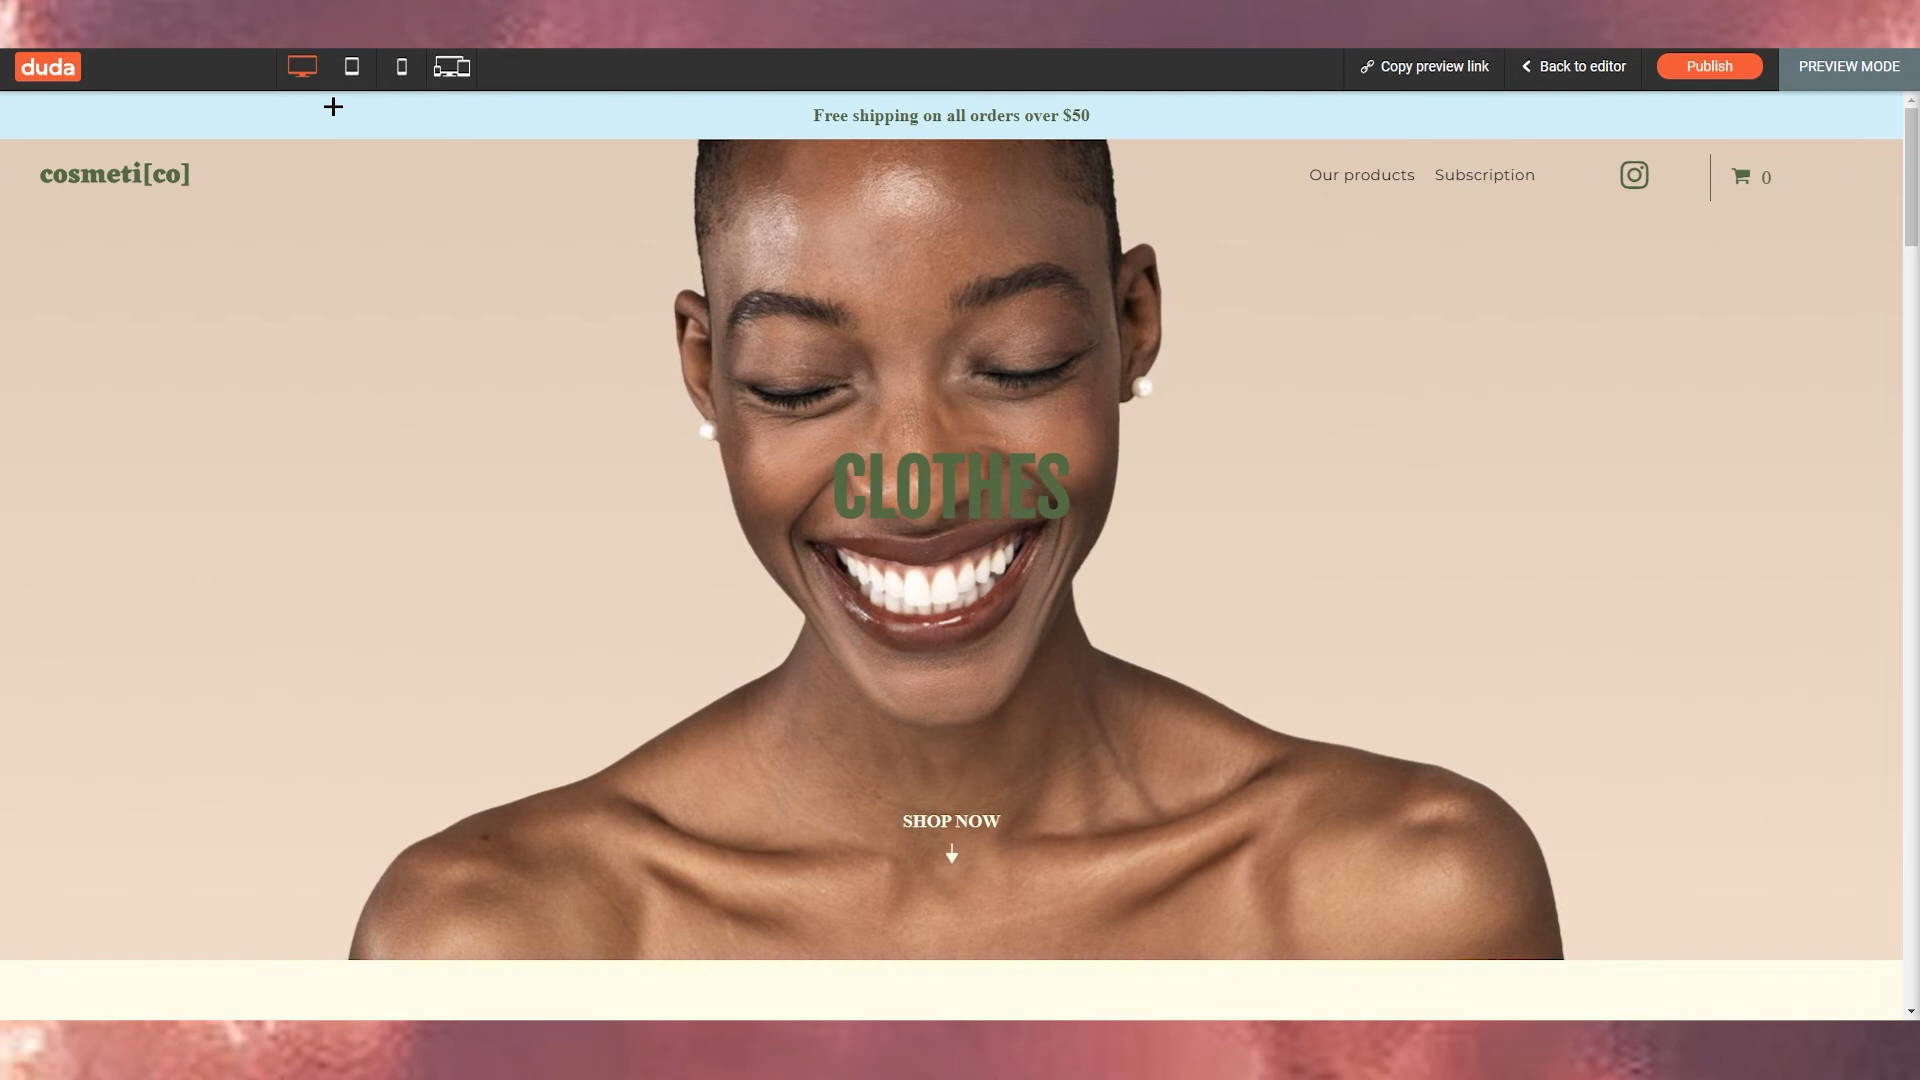 duda
Copy preview link
Back to editor
Publish
PREVIEW MODE
Free shipping on all orders over $50
cosmeti[co]
Our products
Subscription
0
CLOTHES
SHOP NOW